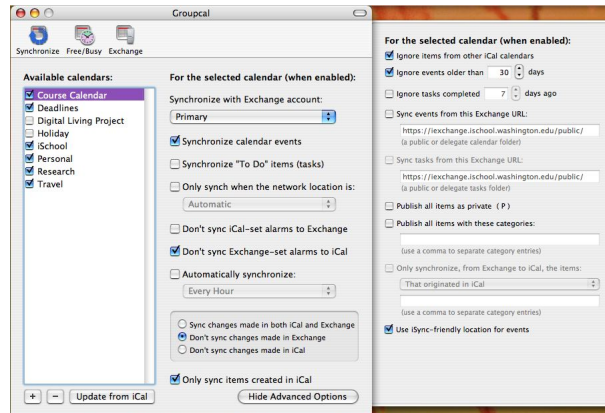 Groupcal
Synchronize Free/Busy Exchange
Available calendars:
Course Calendar
Deadlines
Digital Living Project
Holiday
iSchool
Personal
Research
Travel
+ − Update from iCal
For the selected calendar (when enabled):
Synchronize with Exchange account:
Primary
Synchronize calendar events
Synchronize "To Do" items (tasks)
Only synch when the network location is:
Automatic
Don't sync iCal-set alarms to Exchange
Don't sync Exchange-set alarms to iCal
Automatically synchronize:
Every Hour
Sync changes made in both iCal and Exchange
Don't sync changes made in Exchange
Don't sync changes made in iCal
Only sync items created in iCal
Hide Advanced Options
For the selected calendar (when enabled):
Ignore items from other iCal calendars
Ignore events older than 30 days
Ignore tasks completed 7 days ago
Sync events from this Exchange URL:
https://iexchange.ischool.washington.edu/public/
(a public or delegate calendar folder)
Sync tasks from this Exchange URL:
https://iexchange.ischool.washington.edu/public/
(a public or delegate tasks folder)
Publish all items as private (P)
Publish all items with these categories:
(use a comma to separate category entries)
Only synchronize, from Exchange to iCal, the items:
That originated in iCal
(use a comma to separate category entries)
Use iSync-friendly location for events